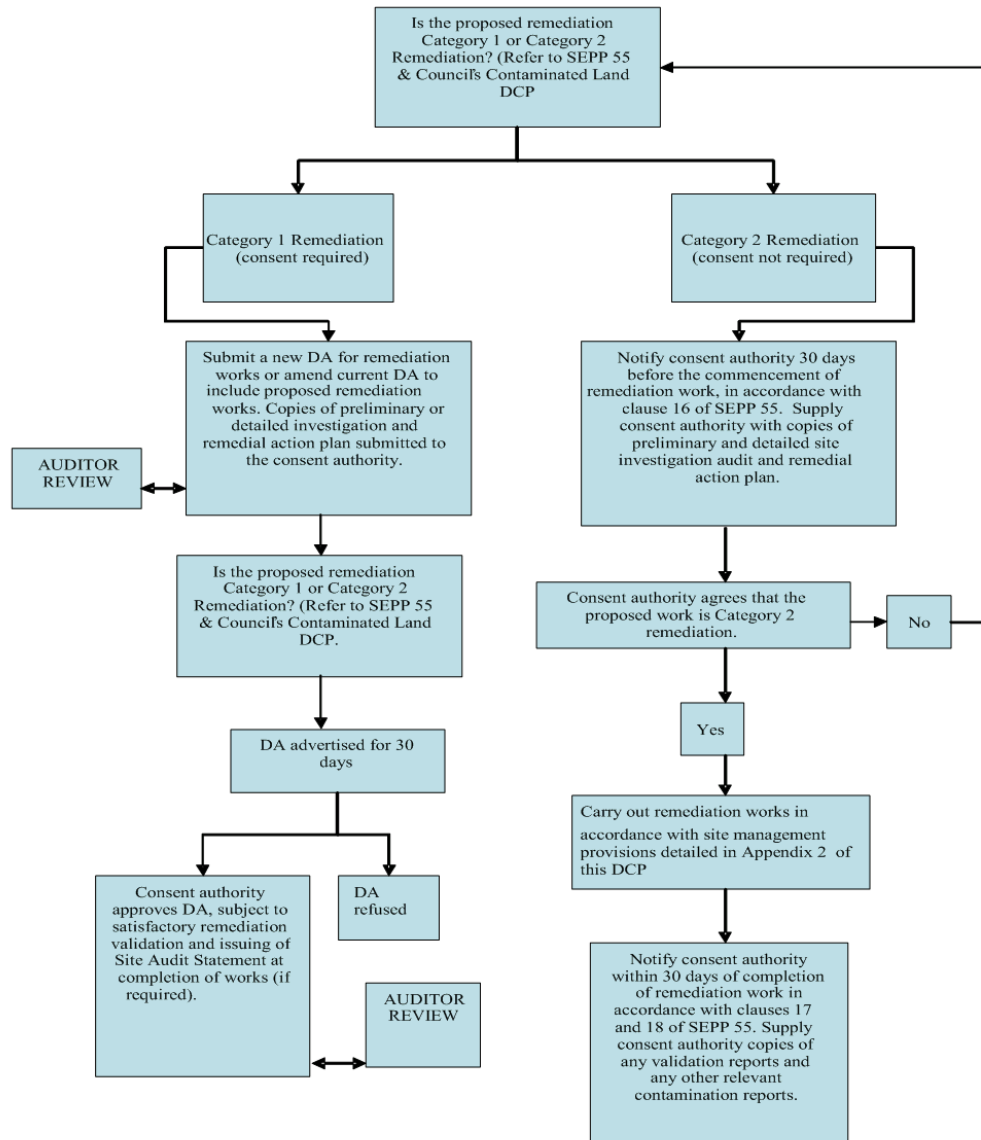 Is the proposed remediation
Category 1 or Category 2
Remediation? (Refer to SEPP 55
& Council's Contaminated Land
DCP
Category 1 Remediation
(consent required)
Category 2 Remediation
(consent not required)
Submit a new DA for remediation
works or amend current DA to
include proposed remediation
works. Copies of preliminary or
detailed investigation and
remedial action plan submitted to
the consent authority.
AUDITOR
REVIEW
Is the proposed remediation
Category 1 or Category 2
Remediation? (Refer to SEPP 55
& Council's Contaminated Land
DCP.
DA advertised for 30
days
Consent authority
approves DA, subject to
satisfactory remediation
validation and issuing of
Site Audit Statement at
completion of works (if
required).
DA
refused
AUDITOR
REVIEW
Notify consent authority 30 days
before the commencement of
remediation work, in accordance with
clause 16 of SEPP 55. Supply
consent authority with copies of
preliminary and detailed site
investigation audit and remedial
action plan.
Consent authority agrees that the
proposed work is Category 2
remediation.
No
Yes
Carry out remediation works in
accordance with site management
provisions detailed in Appendix 2 of
this DCP
Notify consent authority
within 30 days of completion
of remediation work in
accordance with clauses 17
and 18 of SEPP 55. Supply
consent authority copies of
any validation reports and
any other relevant
contamination reports.